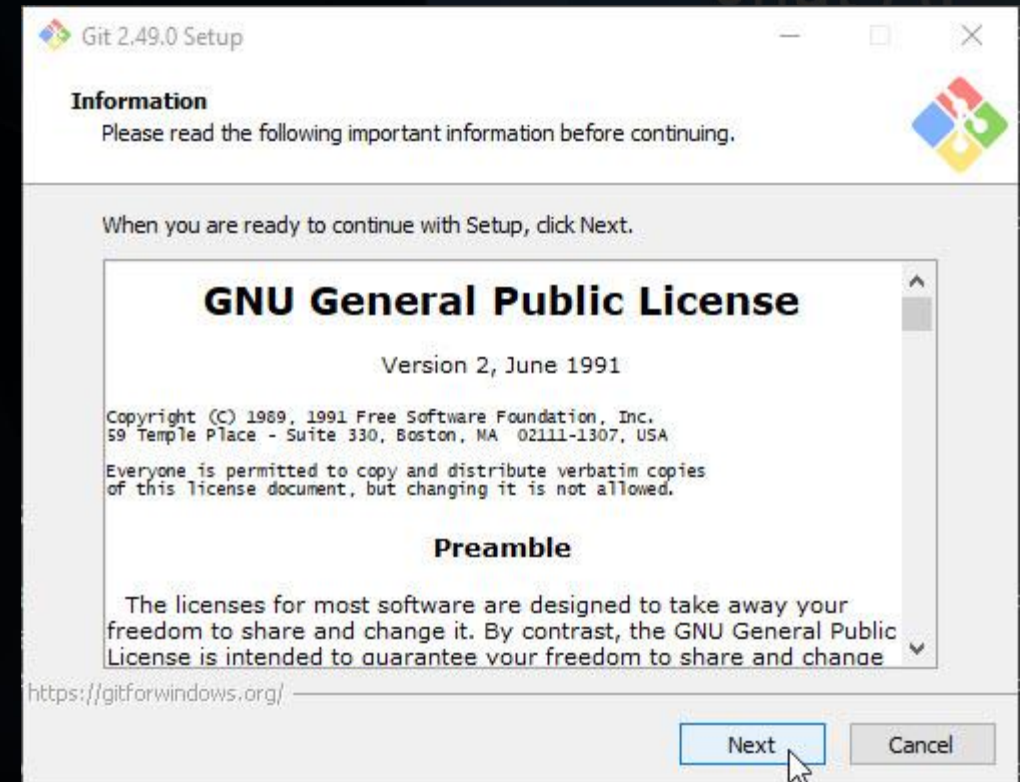 Git 2.49.0 Setup
Information
Please read the following important information before continuing.
When you are ready to continue with Setup, click Next.
GNU General Public License
Version 2, June 1991
Copyright (C) 1989, 1991 Free Software Foundation, Inc.
59 Temple Place - Suite 330, Boston, MA  02111-1307, USA
Everyone is permitted to copy and distribute verbatim copies
of this license document, but changing it is not allowed.
Preamble
The licenses for most software are designed to take away your
freedom to share and change it. By contrast, the GNU General Public
License is intended to guarantee your freedom to share and change
https://gitforwindows.org/
Next
Cancel